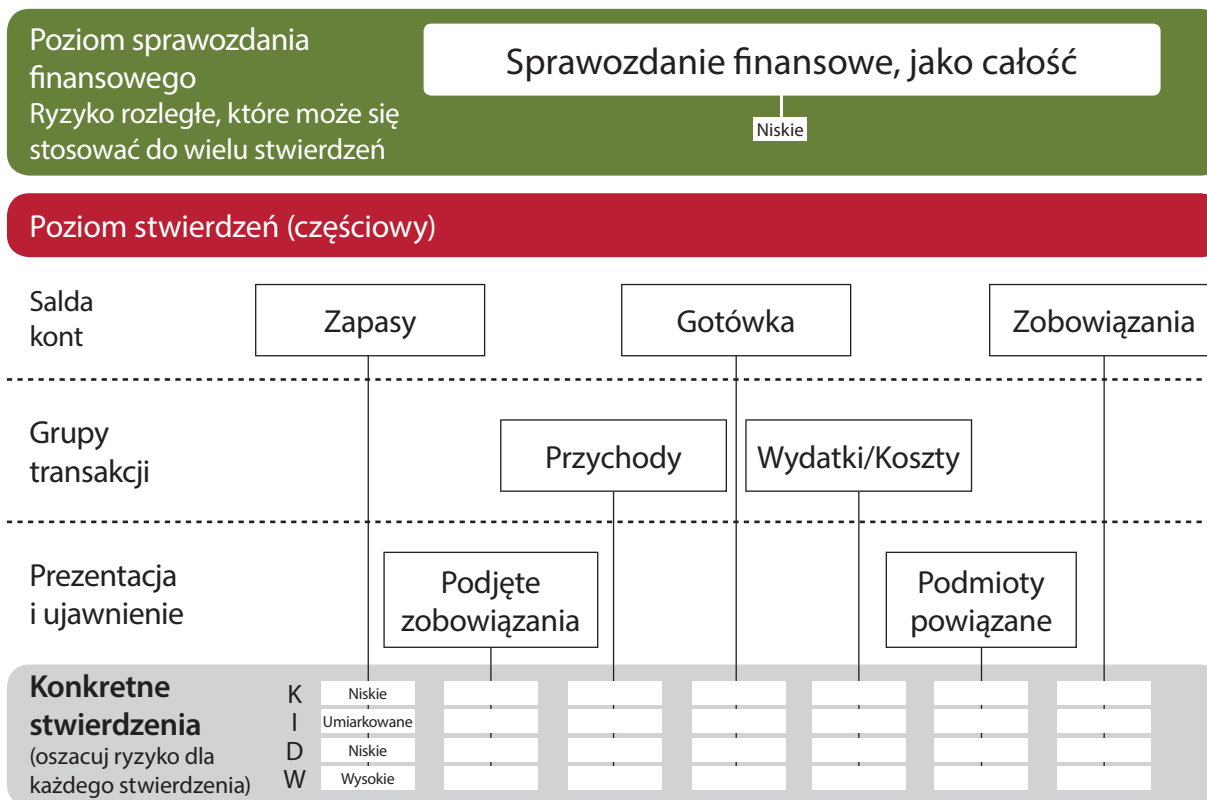 Poziom sprawozdania
finansowego
Ryzyko rozległe, które może się
stosować do wielu stwierdzeń
Sprawozdanie finansowe, jako całość
Niskie
Poziom stwierdzeń (częściowy)
Salda
kont
Zapasy
Gotówka
Zobowiązania
Grupy
transakcji
Przychody
Wydatki/Koszty
Prezentacja
i ujawnienie
Podjęte
zobowiązania
Podmioty
powiązane
Konkretne
stwierdzenia
(oszacuj ryzyko dla
każdego stwierdzenia)
K Niskie
I Umiarkowane
D Niskie
W Wysokie